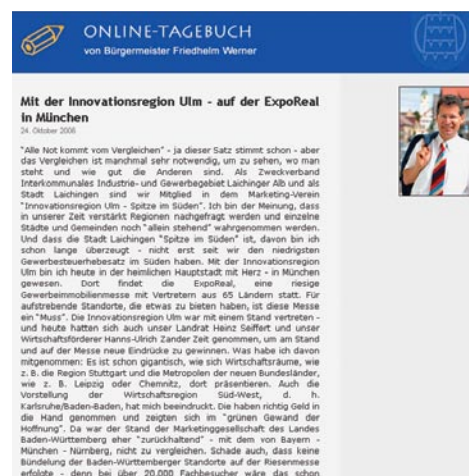 ONLINE-TAGEBUCH
von Bürgermeister Friedhelm Werner
Mit der Innovationsregion Ulm - auf der ExpoReal
in München
24. Oktober 2006
"Alle Not kommt vom Vergleichen" - ja dieser Satz stimmt schon - aber
das Vergleichen ist manchmal sehr notwendig, um zu sehen, wo man
steht und wie gut die Anderen sind. Als Zweckverband
Interkommunales Industrie- und Gewerbegebiet Laichinger Alb und als
Stadt Laichingen sind wir Mitglied in dem Marketing-Verein
"Innovationsregion Ulm - Spitze im Süden". Ich bin der Meinung, dass
in unserer Zeit verstärkt Regionen nachgefragt werden und einzelne
Städte und Gemeinden noch "allein stehend" wahrgenommen werden.
Und dass die Stadt Laichingen "Spitze im Süden" ist, davon bin ich
schon lange überzeugt - nicht erst seit wir den niedrigsten
Gewerbesteuerhebesatz im Süden haben. Mit der Innovationsregion
Ulm bin ich heute in der heimlichen Hauptstadt mit Herz - in München
gewesen. Dort findet die ExpoReal, eine riesige
Gewerbeimmobilienmesse mit Vertretern aus 65 Ländern statt. Für
aufstrebende Standorte, die etwas zu bieten haben, ist diese Messe
ein "Muss". Die Innovationsregion Ulm war mit einem Stand vertreten -
und heute hatten sich auch unser Landrat Heinz Seiffert und unser
Wirtschaftsförderer Hanns-Ulrich Zander Zeit genommen, um am Stand
und auf der Messe neue Eindrücke zu gewinnen. Was habe ich davon
mitgenommen: Es ist schon gigantisch, wie sich Wirtschaftsräume, wie
z. B. die Region Stuttgart und die Metropolen der neuen Bundesländer,
wie z. B. Leipzig oder Chemnitz, dort präsentieren. Auch die
Vorstellung der Wirtschaftsregion Süd-West, d. h.
Karlsruhe/Baden-Baden, hat mich beeindruckt. Die haben richtig Geld in
die Hand genommen und zeigten sich im "grünen Gewand der
Hoffnung". Da war der Stand der Marketinggesellschaft des Landes
Baden-Württemberg eher "zurückhaltend" - mit dem von Bayern -
München - Nürnberg, nicht zu vergleichen. Schade auch, dass keine
Bündelung der Baden-Württemberger Standorte auf der Riesenmesse
erfolgte - denn bei über 20.000 Fachbesucher wäre das schon